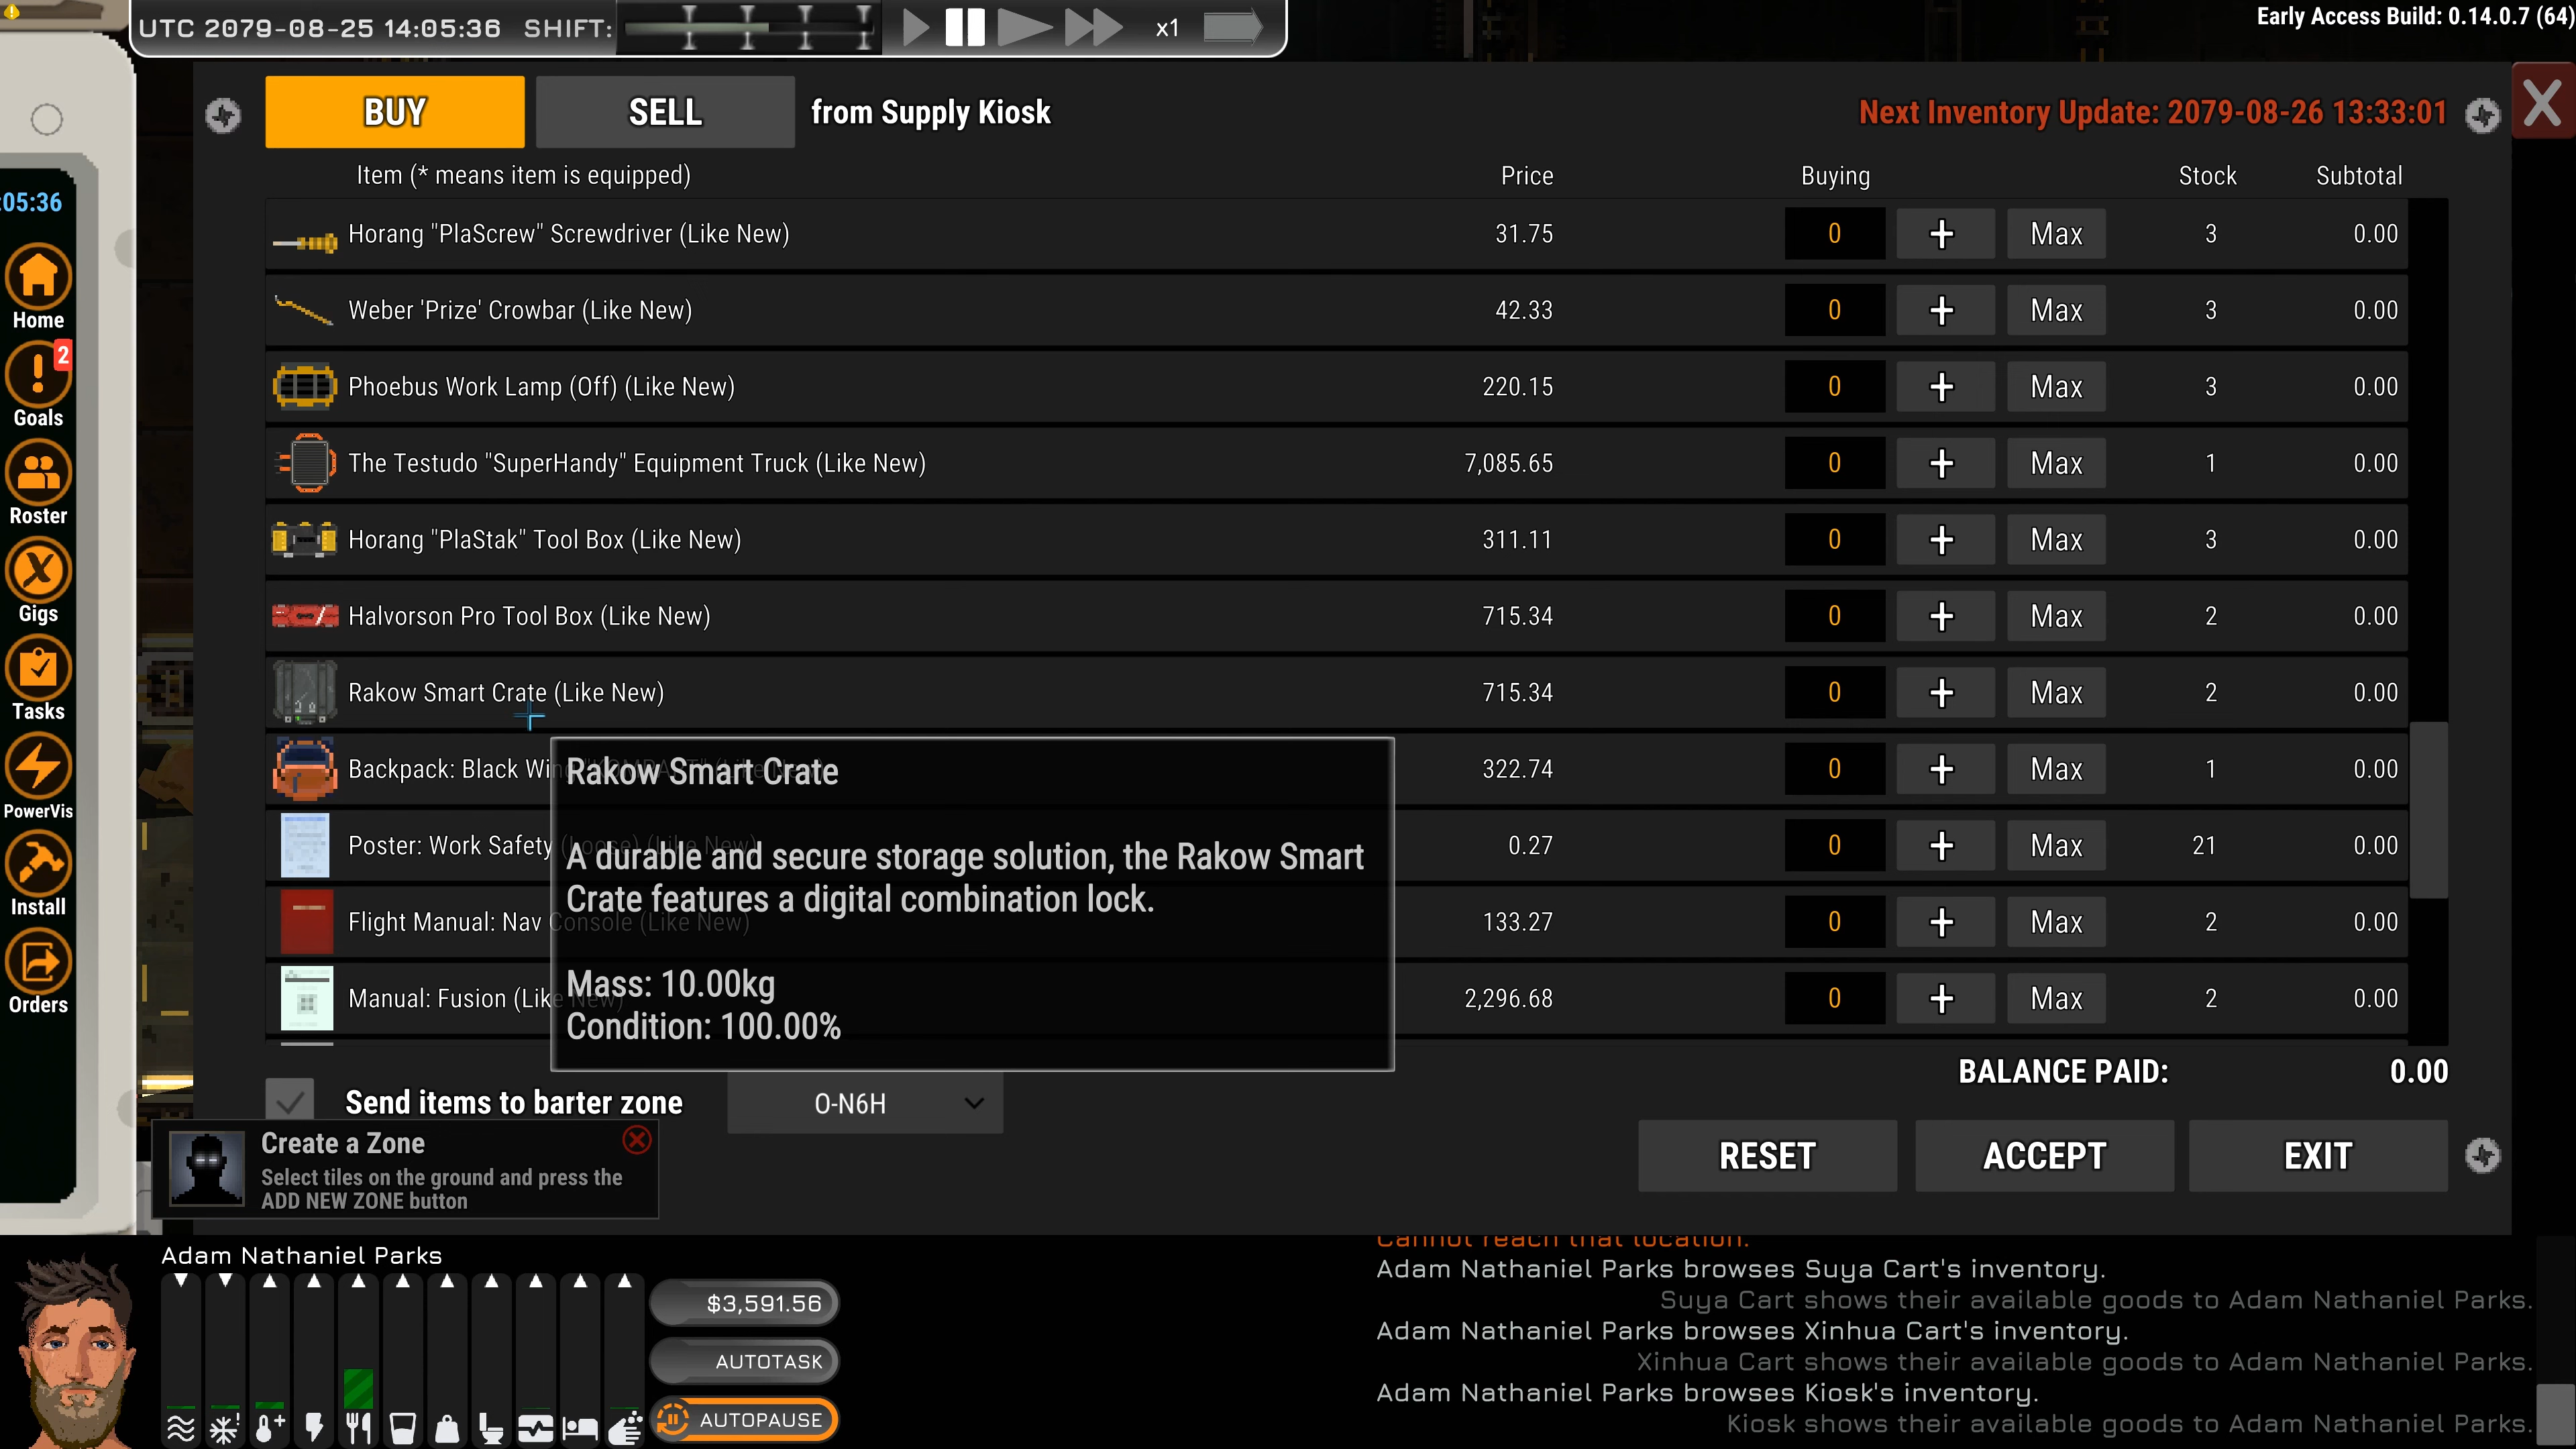 UTC 2079-08-25 14:05:36 SHIFT: x1
Early Access Build: 0.14.0.7 (64)
BUY SELL from Supply Kiosk Next Inventory Update: 2079-08-26 13:33:01 X
Item (* means item is equipped) Price Buying Stock Subtotal
Horang "PlaScrew" Screwdriver (Like New) 31.75 0 + Max 3 0.00
Weber 'Prize' Crowbar (Like New) 42.33 0 + Max 3 0.00
Phoebus Work Lamp (Off) (Like New) 220.15 0 + Max 3 0.00
The Testudo "SuperHandy" Equipment Truck (Like New) 7,085.65 0 + Max 1 0.00
Horang "PlaStak" Tool Box (Like New) 311.11 0 + Max 3 0.00
Halvorson Pro Tool Box (Like New) 715.34 0 + Max 2 0.00
Rakow Smart Crate (Like New) 715.34 0 + Max 2 0.00
Backpack: Black 322.74 0 + Max 1 0.00
Poster: Work Safety (Loose) (Like New) 0.27 0 + Max 21 0.00
Flight Manual: Nav Console (Like New) 133.27 0 + Max 2 0.00
Manual: Fusion (Like New) 2,296.68 0 + Max 2 0.00
Rakow Smart Crate
A durable and secure storage solution, the Rakow Smart
Crate features a digital combination lock.
Mass: 10.00kg
Condition: 100.00%
BALANCE PAID: 0.00
Send items to barter zone O-N6H
RESET ACCEPT EXIT
Create a Zone
Select tiles on the ground and press the
ADD NEW ZONE button
:05:36
Home
2
Goals
Roster
Gigs
Tasks
PowerVis
Install
Orders
Adam Nathaniel Parks
$3,591.56
AUTOTASK
AUTOPAUSE
Cannot reach that location.
Adam Nathaniel Parks browses Suya Cart's inventory.
Suya Cart shows their available goods to Adam Nathaniel Parks.
Adam Nathaniel Parks browses Xinhua Cart's inventory.
Xinhua Cart shows their available goods to Adam Nathaniel Parks.
Adam Nathaniel Parks browses Kiosk's inventory.
Kiosk shows their available goods to Adam Nathaniel Parks.